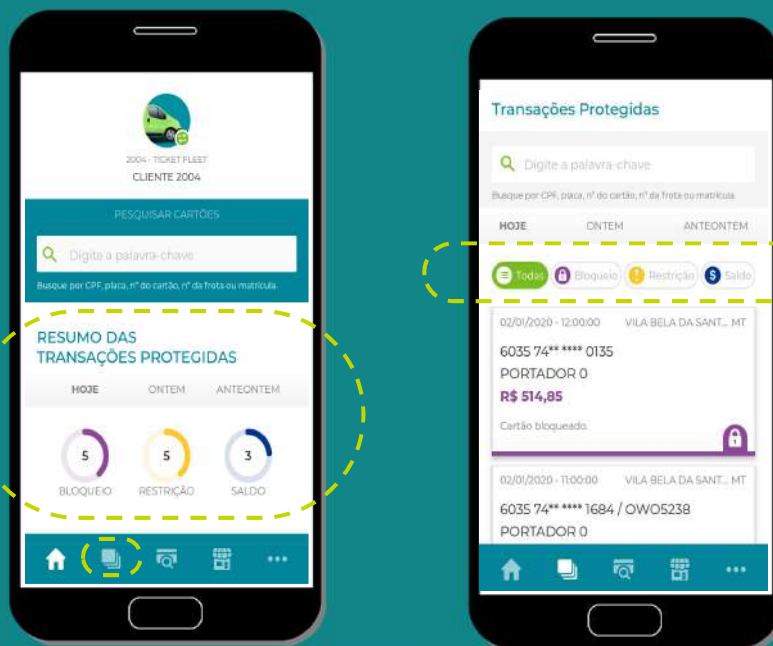 2004 - TICKET FLEET
CLIENTE 2004
PESQUISAR CARTÕES
Digite a palavra-chave
Busque por CPF, placa, nº do cartão, nº da frota ou matrícula.
RESUMO DAS
TRANSAÇÕES PROTEGIDAS
HOJE ONTEM ANTEONTEM
5 5 3
BLOQUEIO RESTRIÇÃO SALDO
Transações Protegidas
Digite a palavra-chave
Busque por CPF, placa, nº do cartão, nº da frota ou matrícula.
HOJE ONTEM ANTEONTEM
Todas Bloqueio Restrição $ Saldo
02/01/2020 - 12:00:00 VILA BELA DA SANT... MT
6035 74** **** 0135
PORTADOR 0
R$ 514,85
Cartão bloqueado.
1
02/01/2020 - 11:00:00 VILA BELA DA SANT... MT
6035 74** **** 1684 / OWO5238
PORTADOR 0